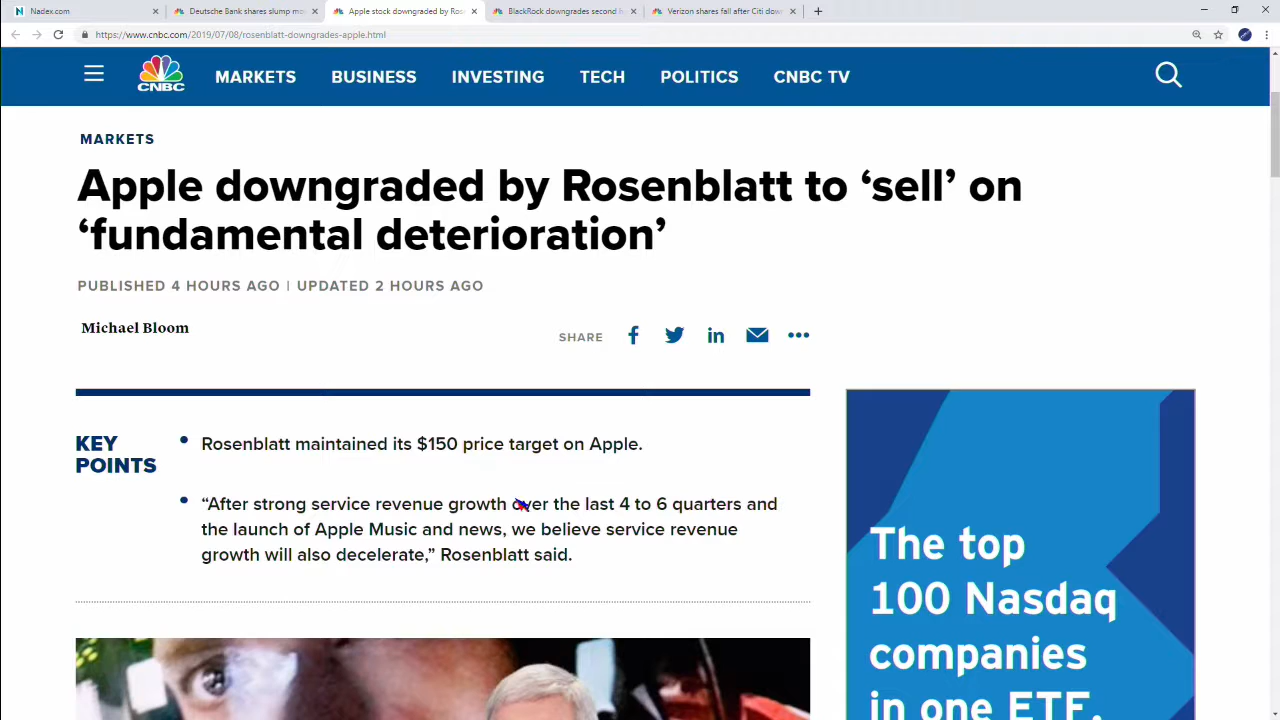 Nadex.com
Deutsche Bank shares slump mo
Apple stock downgraded by Ros
BlackRock downgrades second h
Verizon shares fall after Citi dow
https://www.cnbc.com/2019/07/08/rosenblatt-downgrades-apple.html
CNBC
MARKETS BUSINESS INVESTING TECH POLITICS CNBC TV
MARKETS
Apple downgraded by Rosenblatt to ‘sell’ on
‘fundamental deterioration’
PUBLISHED 4 HOURS AGO | UPDATED 2 HOURS AGO
Michael Bloom
SHARE
KEY
POINTS
Rosenblatt maintained its $150 price target on Apple.
“After strong service revenue growth over the last 4 to 6 quarters and
the launch of Apple Music and news, we believe service revenue
growth will also decelerate,” Rosenblatt said.
The top
100 Nasdaq
companies
in one ETF.